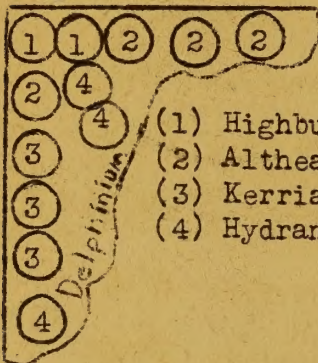 1 1 2 2 2
2 4
4 (1) Highbu
(2) Althea
3 (3) Kerria
(4) Hydran
3
3
Delphinium
4